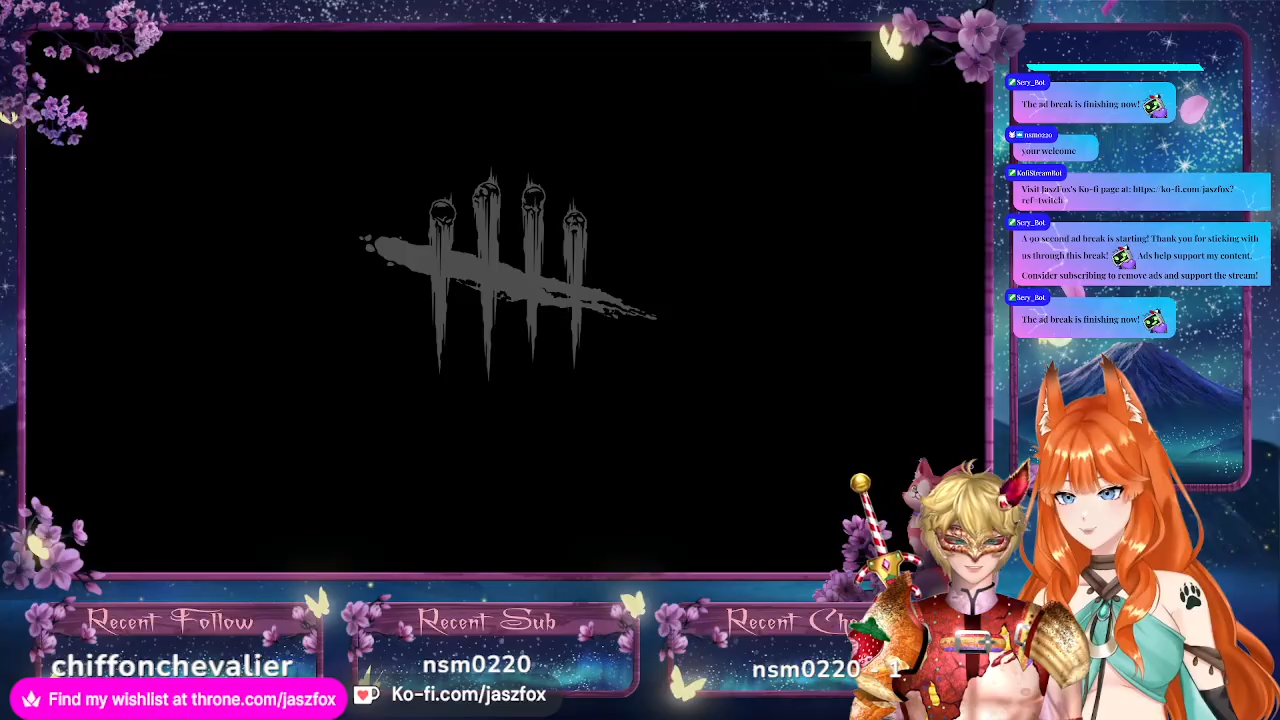 Sery_Bot
The ad break is finishing now!
nsm0220
your welcome
KofiStreamBot
Visit JaszFox's Ko-fi page at: https://ko-fi.com/jaszfox?
ref=twitch
Sery_Bot
A 90 second ad break is starting! Thank you for sticking with
us through this break! Ads help support my content.
Consider subscribing to remove ads and support the stream!
Sery_Bot
The ad break is finishing now!
Recent Follow
chiffonchevalier
Recent Sub
nsm0220
Recent Che
nsm0220 - 1
Find my wishlist at throne.com/jaszfox
Ko-fi.com/jaszfox